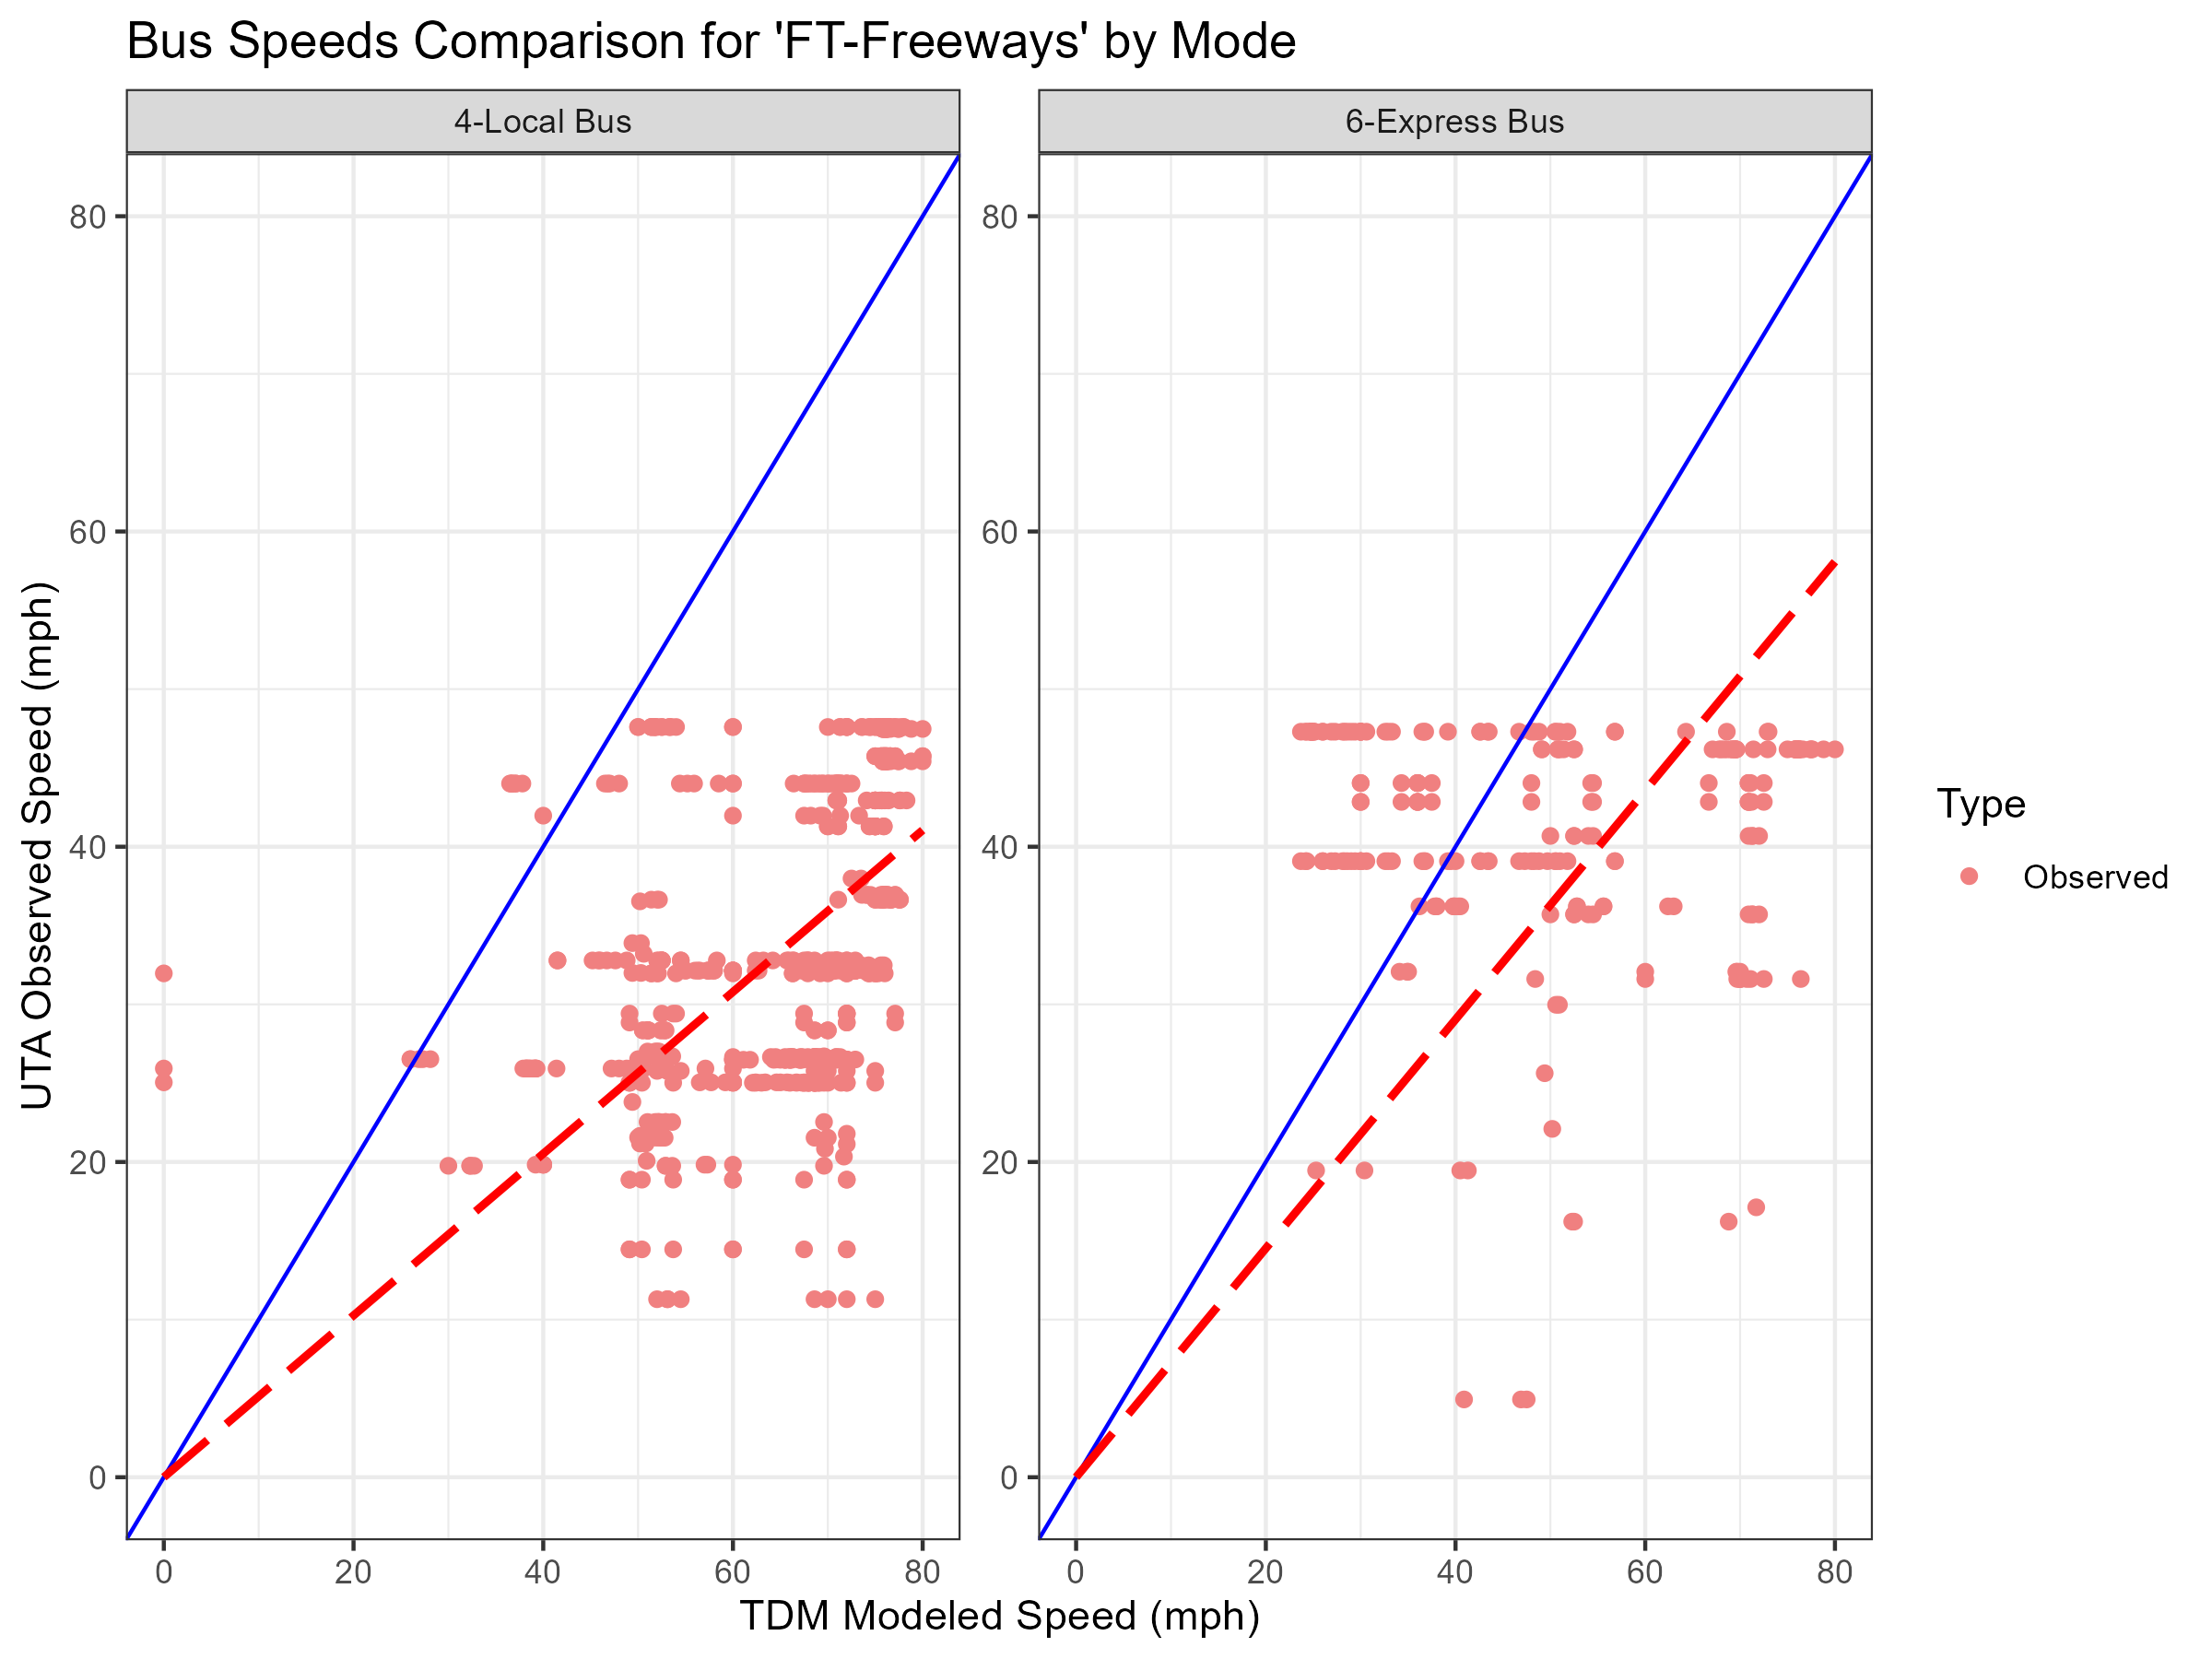 Bus Speeds Comparison for 'FT-Freeways' by Mode
4-Local Bus
6-Express Bus
UTA Observed Speed (mph)
80
60
40
20
0
80
60
40
20
0
0 20 40 60 80
0 20 40 60 80
TDM Modeled Speed (mph)
Type
Observed